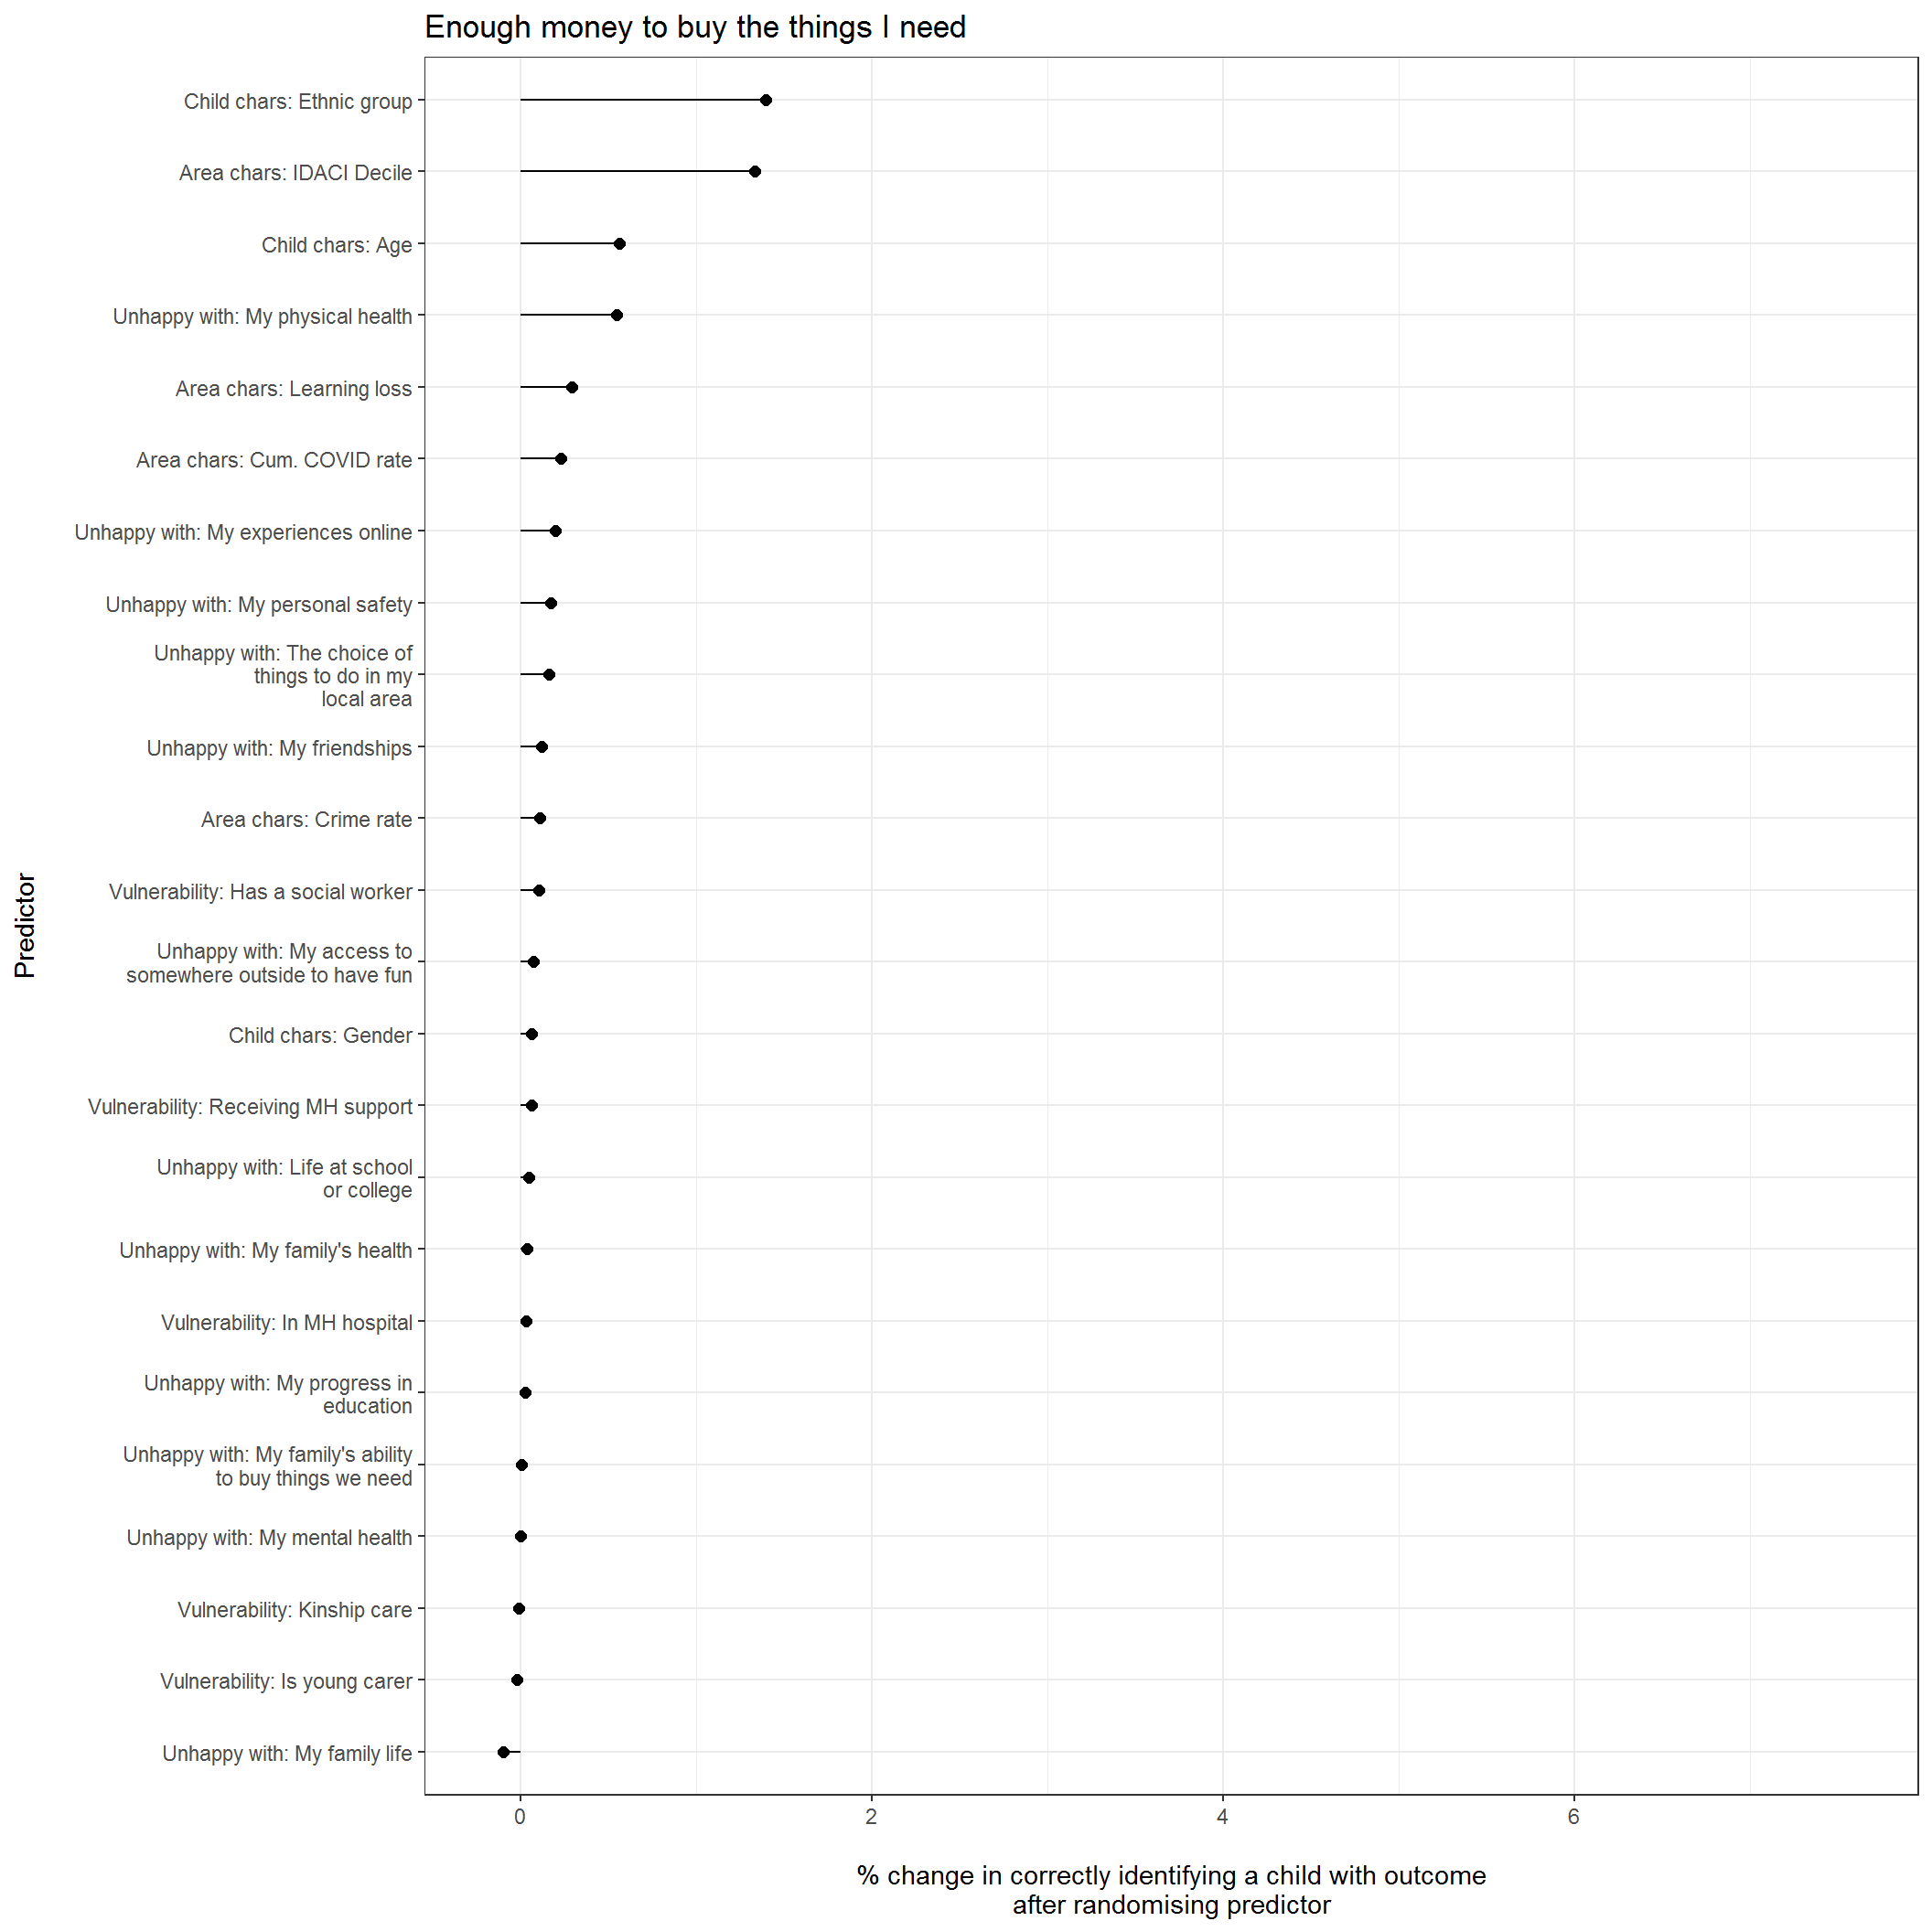 Enough money to buy the things I need
Child chars: Ethnic group
Area chars: IDACI Decile
Child chars: Age
Unhappy with: My physical health
Area chars: Learning loss
Area chars: Cum. COVID rate
Unhappy with: My experiences online
Unhappy with: My personal safety
Unhappy with: The choice of
things to do in my
local area
Unhappy with: My friendships
Area chars: Crime rate
Vulnerability: Has a social worker
Unhappy with: My access to
somewhere outside to have fun
Child chars: Gender
Vulnerability: Receiving MH support
Unhappy with: Life at school
or college
Unhappy with: My family's health
Vulnerability: In MH hospital
Unhappy with: My progress in
education
Unhappy with: My family's ability
to buy things we need
Unhappy with: My mental health
Vulnerability: Kinship care
Vulnerability: Is young carer
Unhappy with: My family life
Predictor
0 2 4 6
% change in correctly identifying a child with outcome
after randomising predictor